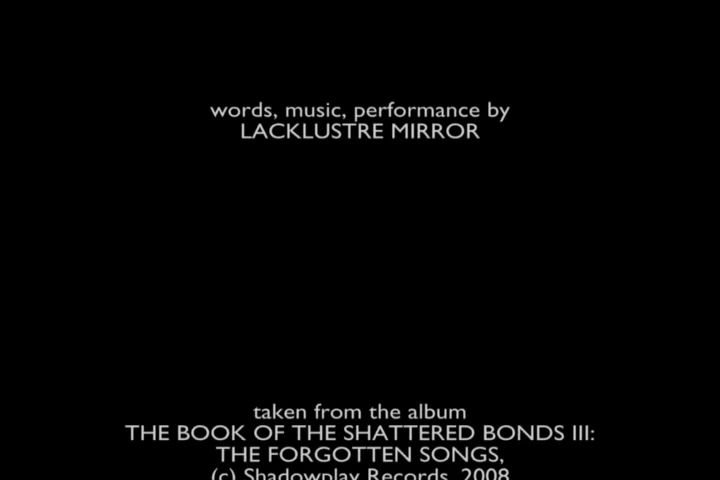 words, music, performance by
LACKLUSTRE MIRROR
taken from the album
THE BOOK OF THE SHATTERED BONDS III:
THE FORGOTTEN SONGS,
(c) Shadowplay Records, 2008